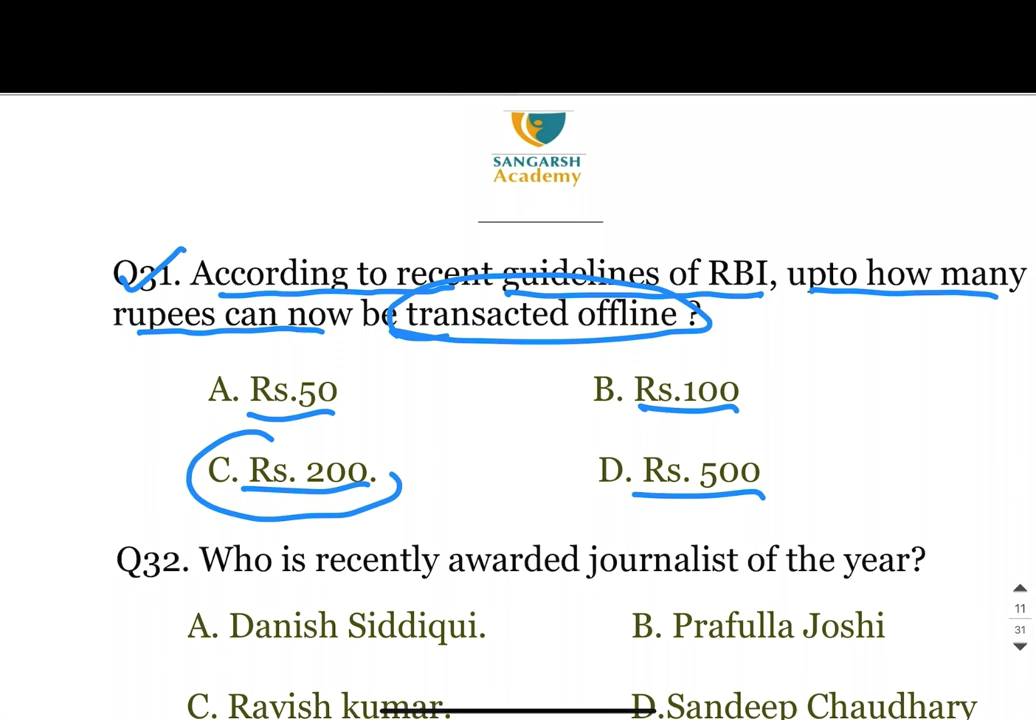 SANGARSH
Academy
Q31. According to recent guidelines of RBI, upto how many
rupees can now be transacted offline ?
A. Rs.50 B. Rs.100
C. Rs. 200. D. Rs. 500
Q32. Who is recently awarded journalist of the year?
A. Danish Siddiqui. B. Prafulla Joshi
11
31
C. Ravish kumar. D.Sandeep Chaudhary